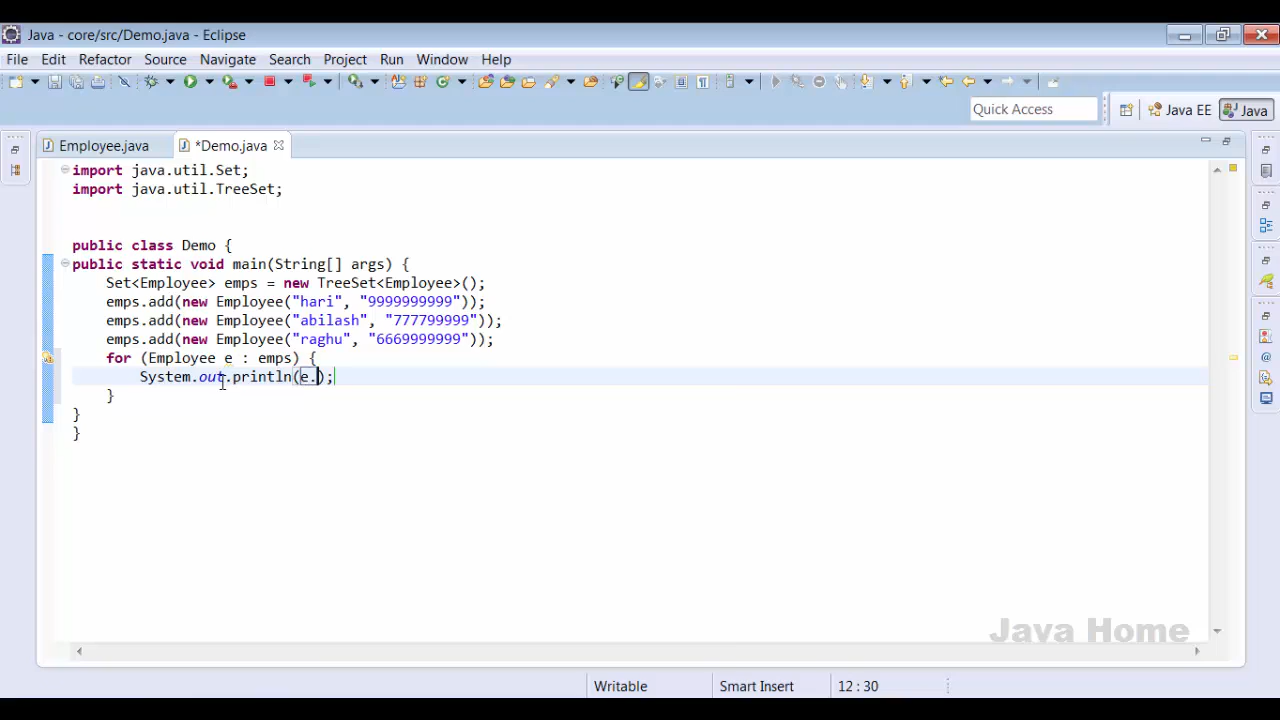 Java - core/src/Demo.java - Eclipse
File Edit Refactor Source Navigate Search Project Run Window Help
Quick Access Java EE Java
Employee.java *Demo.java
import java.util.Set;
import java.util.TreeSet;
public class Demo {
public static void main(String[] args) {
Set<Employee> emps = new TreeSet<Employee>();
emps.add(new Employee("hari", "9999999999"));
emps.add(new Employee("abilash", "777799999"));
emps.add(new Employee("raghu", "6669999999"));
for (Employee e : emps) {
System.out.println(e.);
}
}
}
Java Home
Writable Smart Insert 12 : 30